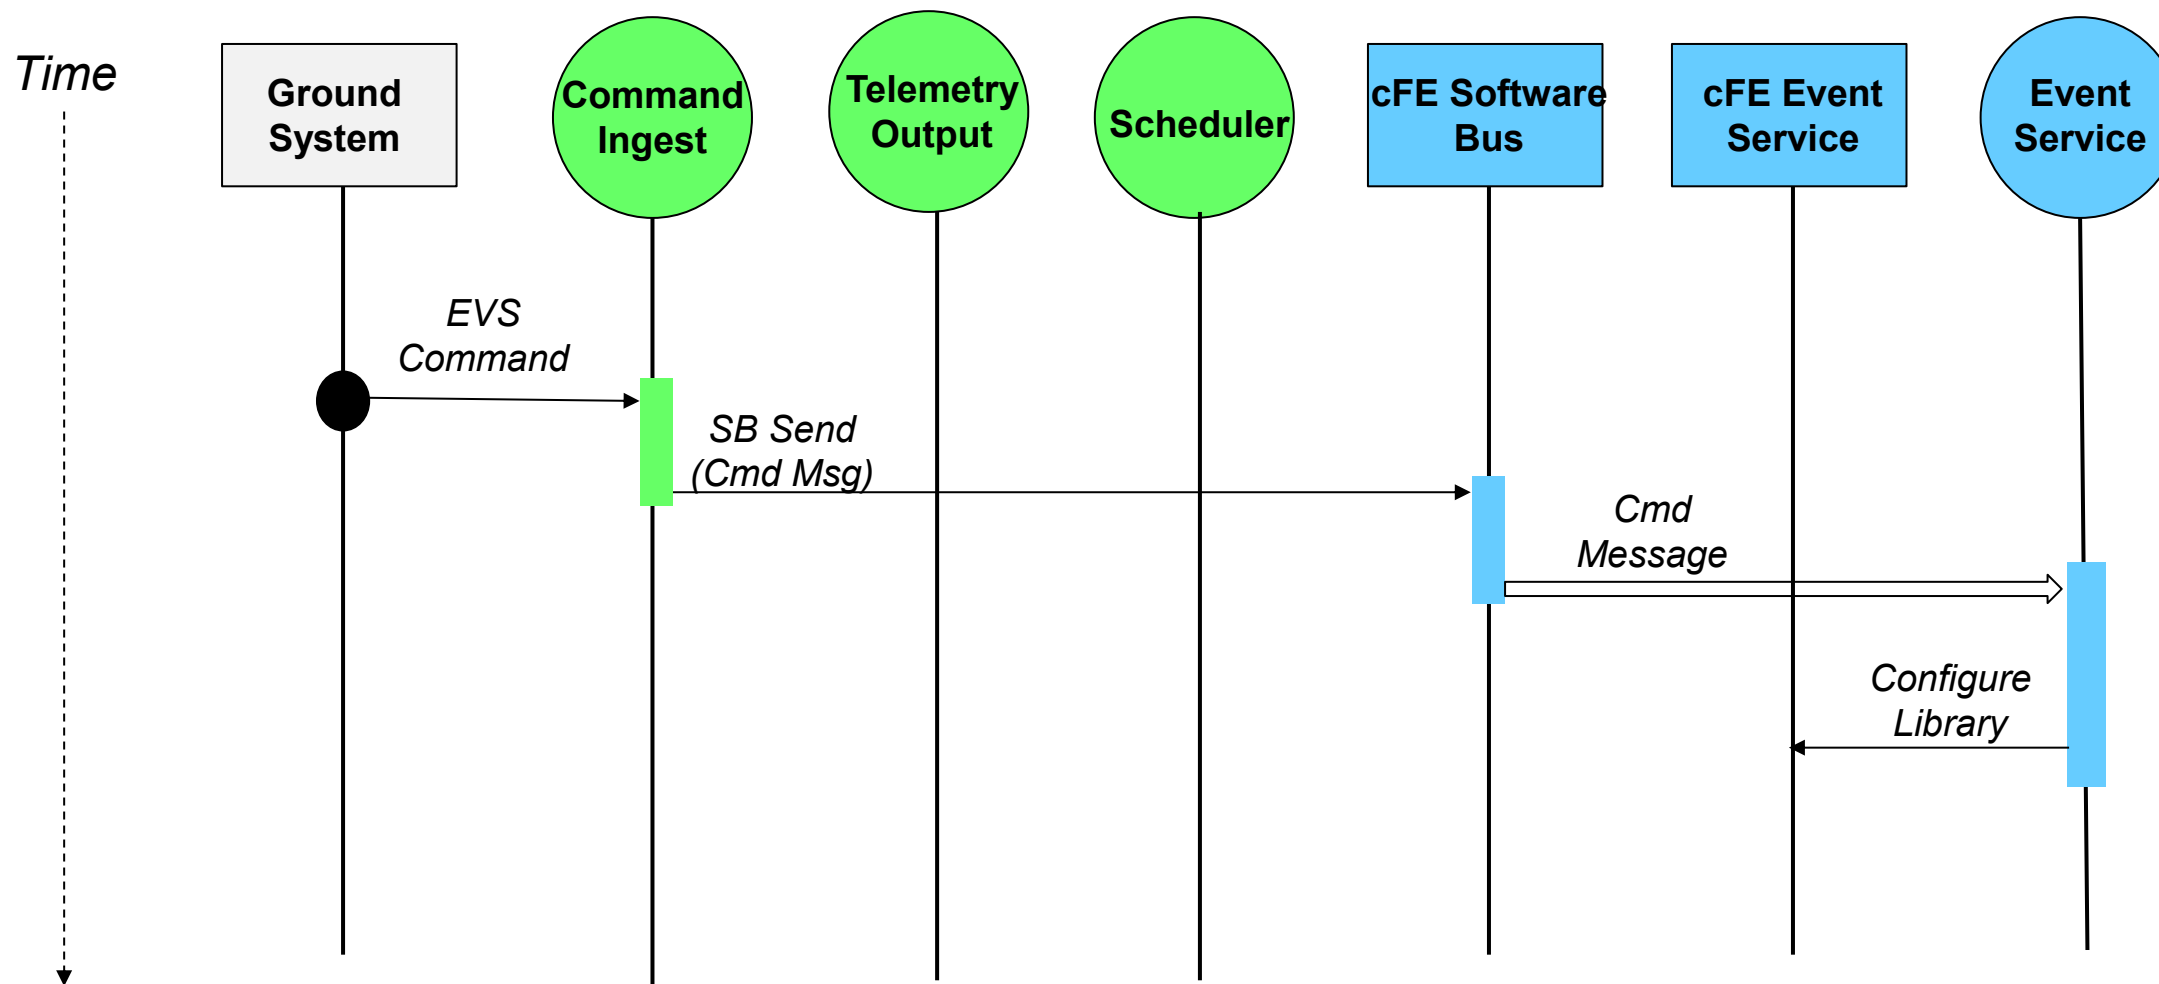 Time
Ground
System
Command
Ingest
Telemetry
Output
Scheduler
cFE Software
Bus
cFE Event
Service
Event
Service
EVS
Command
SB Send
(Cmd Msg)
Cmd
Message
Configure
Library